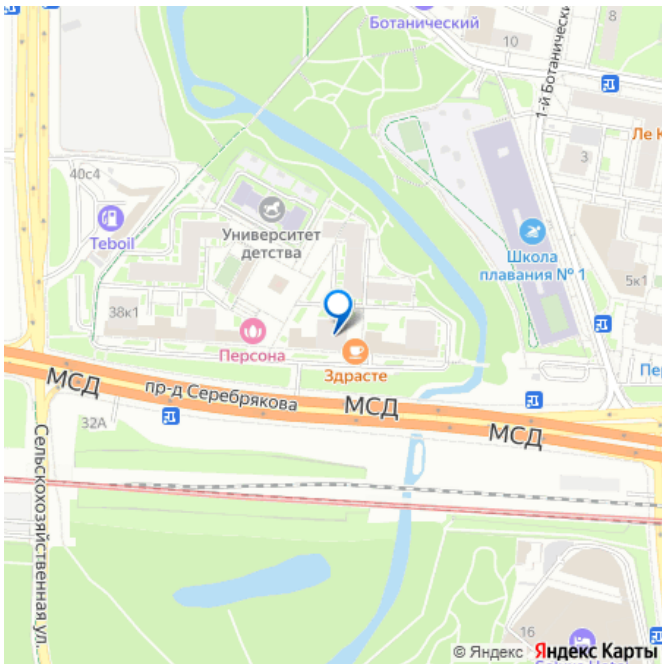 Ботанический
10
8
1-й Ботанически
Ле К
3
40с4
Teboil
Университет
детства
Школа
плавания № 1
5к1
38к1
Персона
Здрасте
Пер
МСД
пр-д Серебрякова
МСД
МСД
32А
Сельскохозяйственная ул.
16
© Яндекс Яндекс Карты